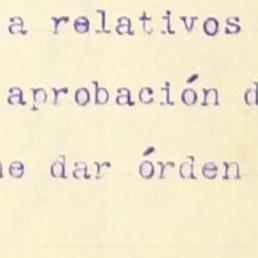 a relativos
aprobación d
e dar órden